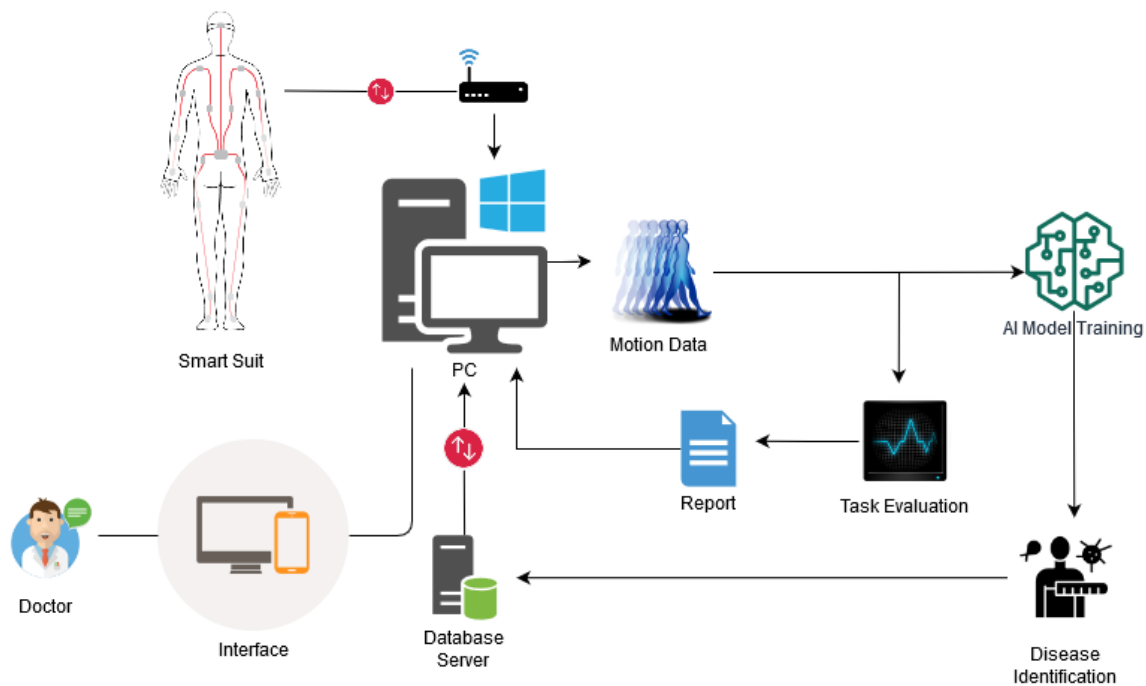 Smart Suit
PC
Motion Data
AI Model Training
Report
Task Evaluation
Doctor
Interface
Database
Server
Disease
Identification